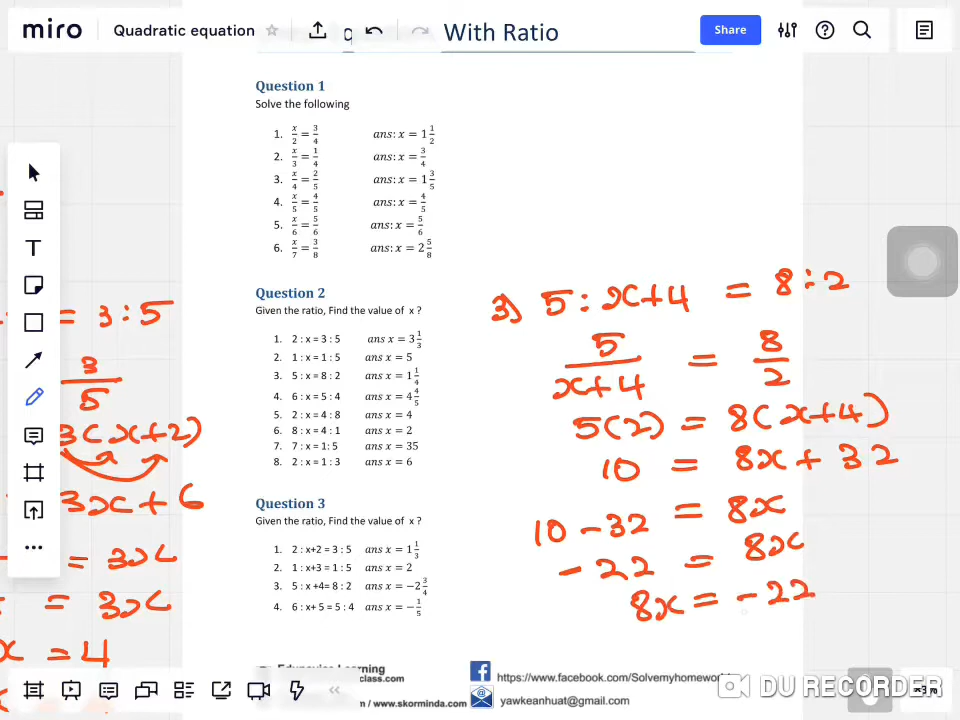 miro Quadratic equation With Ratio Share
Question 1
Solve the following
1. x/2 = 3/4 ans: x = 1 1/2
2. x/3 = 1/4 ans: x = 3/4
3. x/4 = 2/5 ans: x = 1 3/5
4. x/5 = 4/5 ans: x = 4/5
5. x/6 = 5/6 ans: x = 5/6
6. x/7 = 3/8 ans: x = 2 5/8
Question 2
Given the ratio, Find the value of x ?
1. 2 : x = 3 : 5 ans x = 3 1/3
2. 1 : x = 1 : 5 ans x = 5
3. 5 : x = 8 : 2 ans x = 1 1/4
4. 6 : x = 5 : 4 ans x = 4 4/5
5. 2 : x = 4 : 8 ans x = 4
6. 8 : x = 4 : 1 ans x = 2
7. 7 : x = 1: 5 ans x = 35
8. 2 : x = 1 : 3 ans x = 6
Question 3
Given the ratio, Find the value of x ?
1. 2 : x+2 = 3 : 5 ans x = 1 1/3
2. 1 : x+3 = 1 : 5 ans x = 2
3. 5 : x +4= 8 : 2 ans x = −2 3/4
4. 6 : x+ 5 = 5 : 4 ans x = −1/5
= 3 : 5
3/5
3(x+2)
3x + 6
= 3x
= 3x
x = 4
3) 5 : x+4 = 8 : 2
5/(x+4) = 8/2
5(2) = 8(x+4)
10 = 8x + 32
10 - 32 = 8x
- 22 = 8x
8x = - 22
Learning
class.com
/ www.skorminda.com
https://www.facebook.com/Solvemyhomewor
yawkeanhuat@gmail.com
DU RECORDER